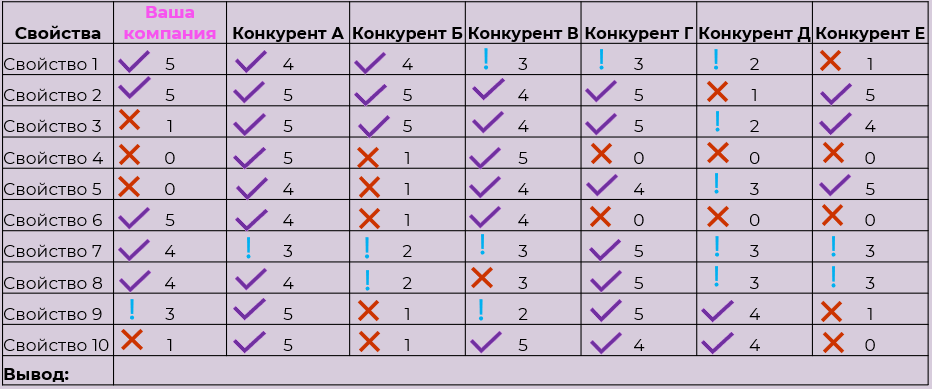 Свойства Ваша компания Конкурент А Конкурент Б Конкурент В Конкурент Г Конкурент Д Конкурент Е
Свойство 1 5 4 4 3 3 2 1
Свойство 2 5 5 5 4 5 1 5
Свойство 3 1 5 5 4 5 2 4
Свойство 4 0 5 1 5 0 0 0
Свойство 5 0 4 1 4 4 3 5
Свойство 6 5 4 1 4 0 0 0
Свойство 7 4 3 2 3 5 3 3
Свойство 8 4 4 2 3 5 3 3
Свойство 9 3 5 1 2 5 4 1
Свойство 10 1 5 1 5 4 4 0
Вывод: